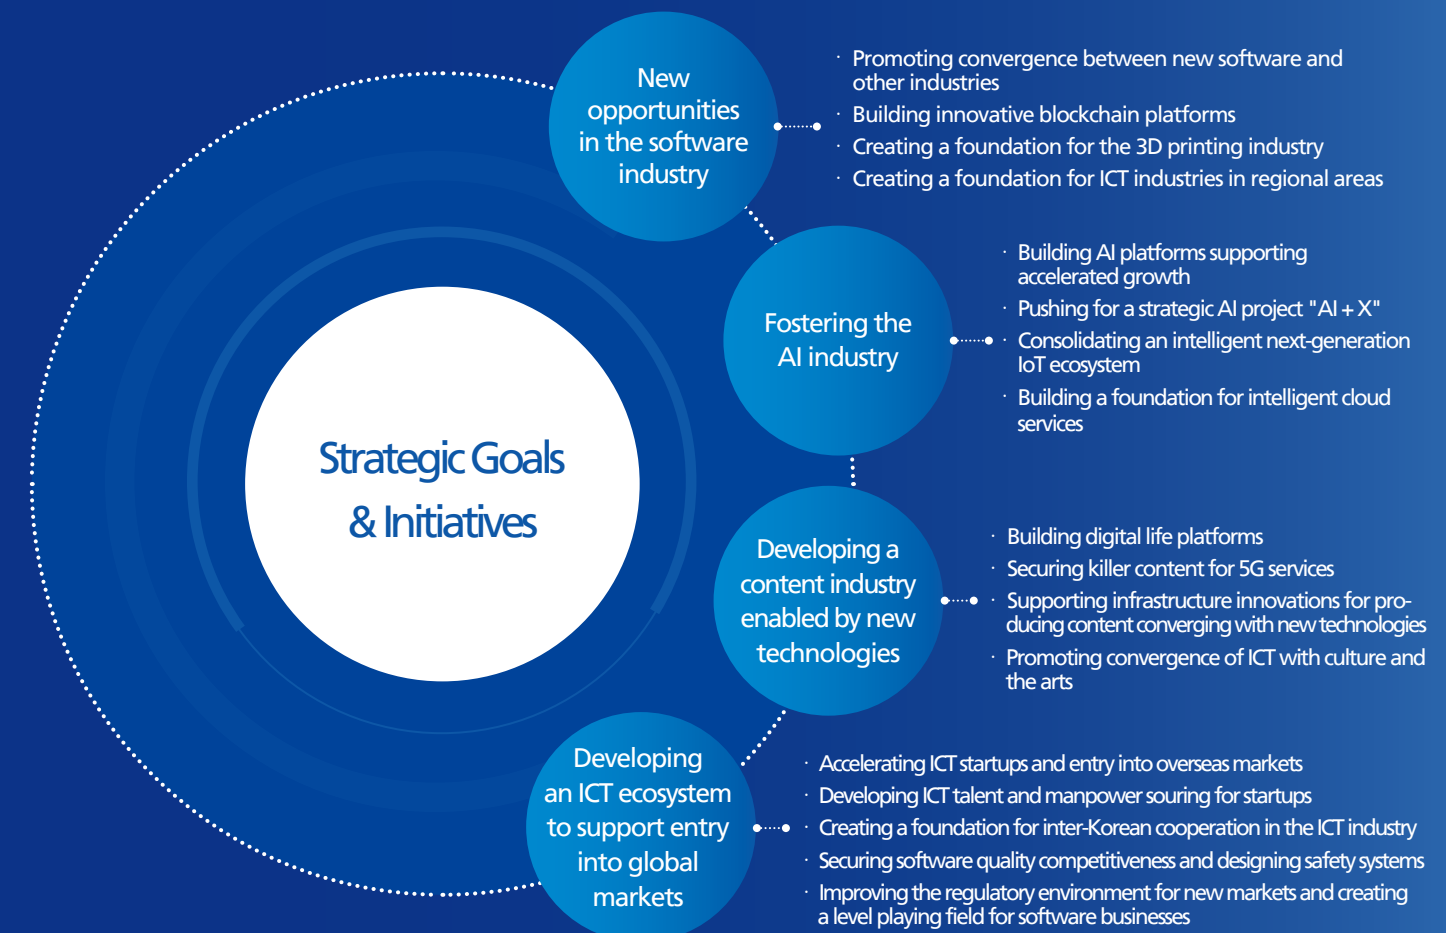 Strategic Goals
& Initiatives
New
opportunities
in the software
industry
· Promoting convergence between new software and
other industries
· Building innovative blockchain platforms
· Creating a foundation for the 3D printing industry
· Creating a foundation for ICT industries in regional areas
Fostering the
AI industry
· Building AI platforms supporting
accelerated growth
· Pushing for a strategic AI project "AI + X"
· Consolidating an intelligent next-generation
IoT ecosystem
· Building a foundation for intelligent cloud
services
Developing a
content industry
enabled by new
technologies
· Building digital life platforms
· Securing killer content for 5G services
· Supporting infrastructure innovations for pro-
ducing content converging with new technologies
· Promoting convergence of ICT with culture and
the arts
Developing
an ICT ecosystem
to support entry
into global
markets
· Accelerating ICT startups and entry into overseas markets
· Developing ICT talent and manpower souring for startups
· Creating a foundation for inter-Korean cooperation in the ICT industry
· Securing software quality competitiveness and designing safety systems
· Improving the regulatory environment for new markets and creating
a level playing field for software businesses